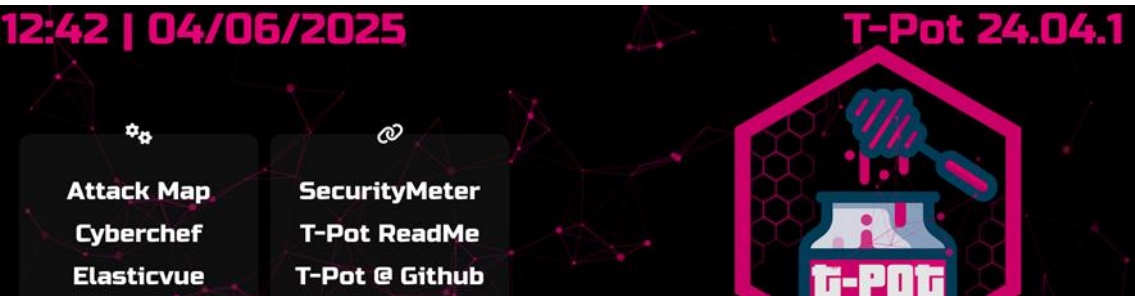 12:42 | 04/06/2025
T-Pot 24.04.1
Attack Map
Cyberchef
Elasticvue
SecurityMeter
T-Pot ReadMe
T-Pot @ Github
t-pot